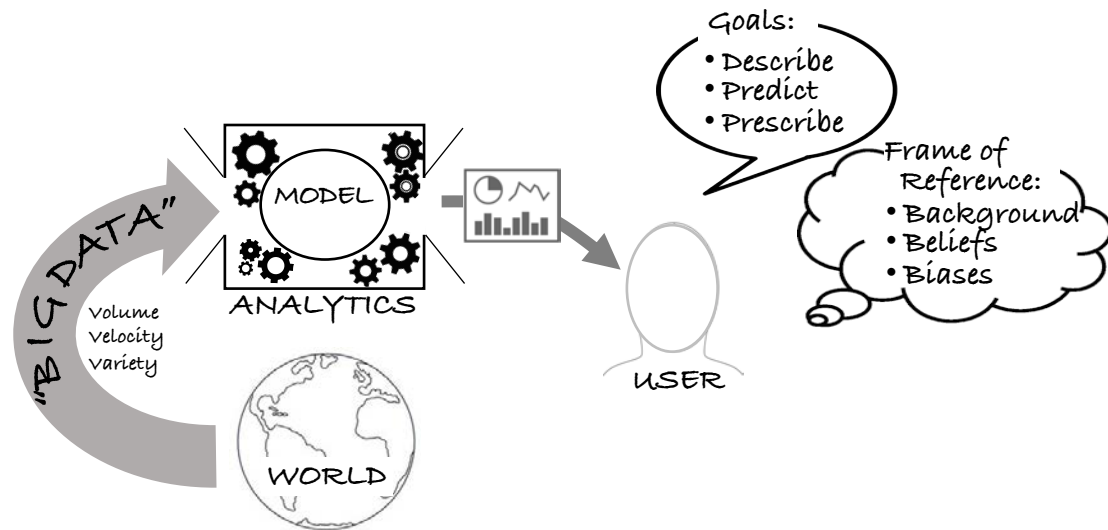 Goals:
• Describe
• Predict
• Prescribe
Frame of
Reference:
• Background
• Beliefs
• Biases
MODEL
ANALYTICS
"BIG DATA"
Volume
Velocity
Variety
USER
WORLD